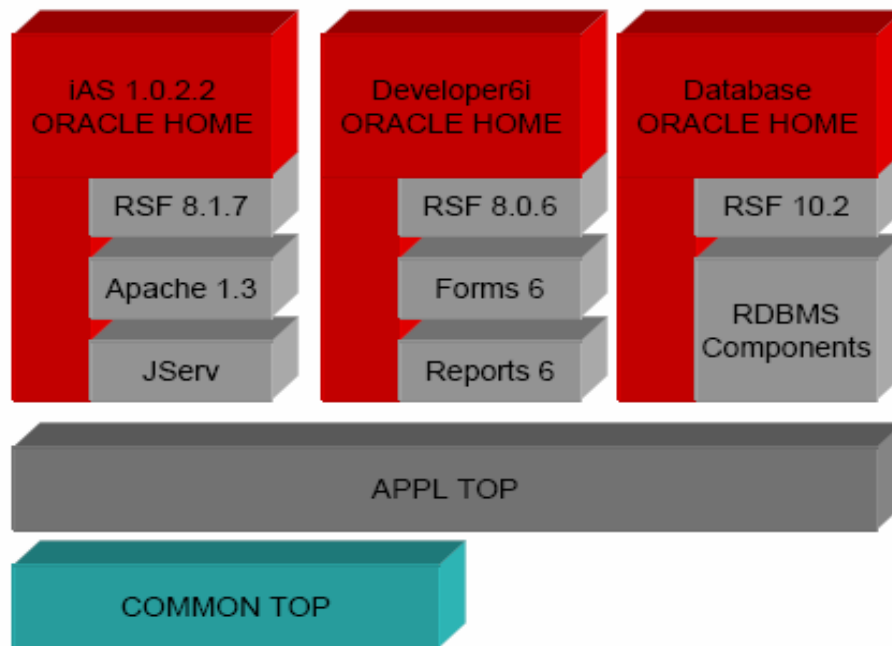 iAS 1.0.2.2
ORACLE HOME
RSF 8.1.7
Apache 1.3
JServ
Developer6i
ORACLE HOME
RSF 8.0.6
Forms 6
Reports 6
Database
ORACLE HOME
RSF 10.2
RDBMS
Components
APPL TOP
COMMON TOP